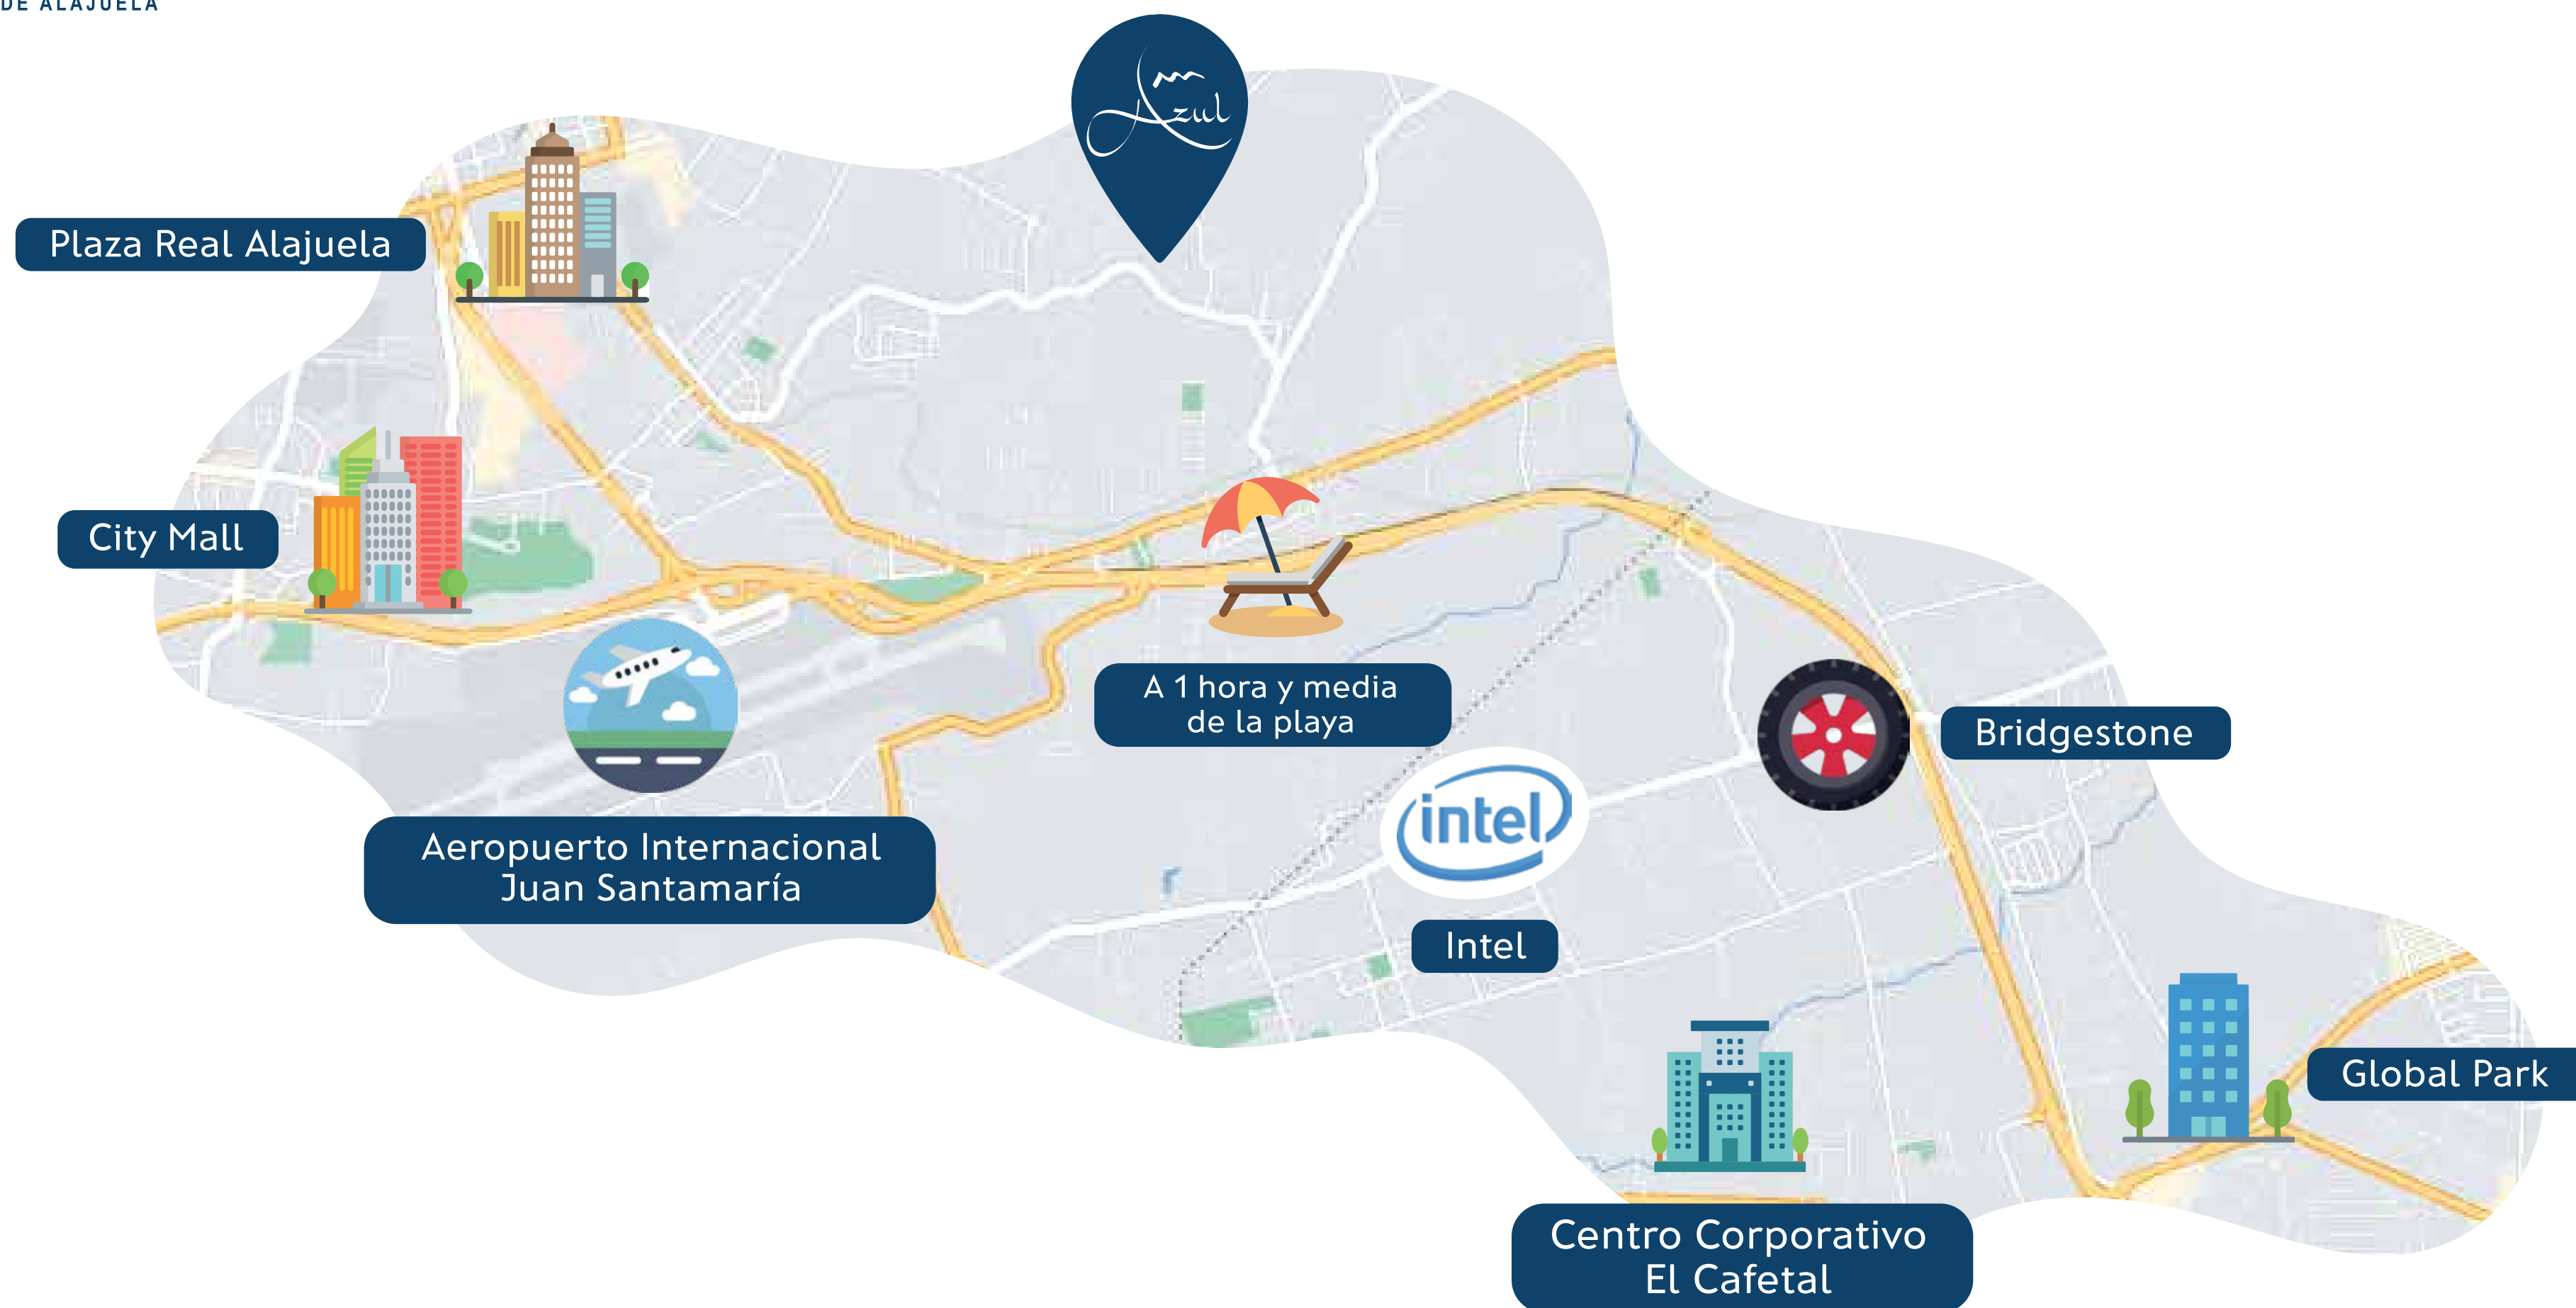 DE ALAJUELA
Azul
Plaza Real Alajuela
City Mall
A 1 hora y media
de la playa
Bridgestone
intel
Aeropuerto Internacional
Juan Santamaría
Intel
Global Park
Centro Corporativo
El Cafetal